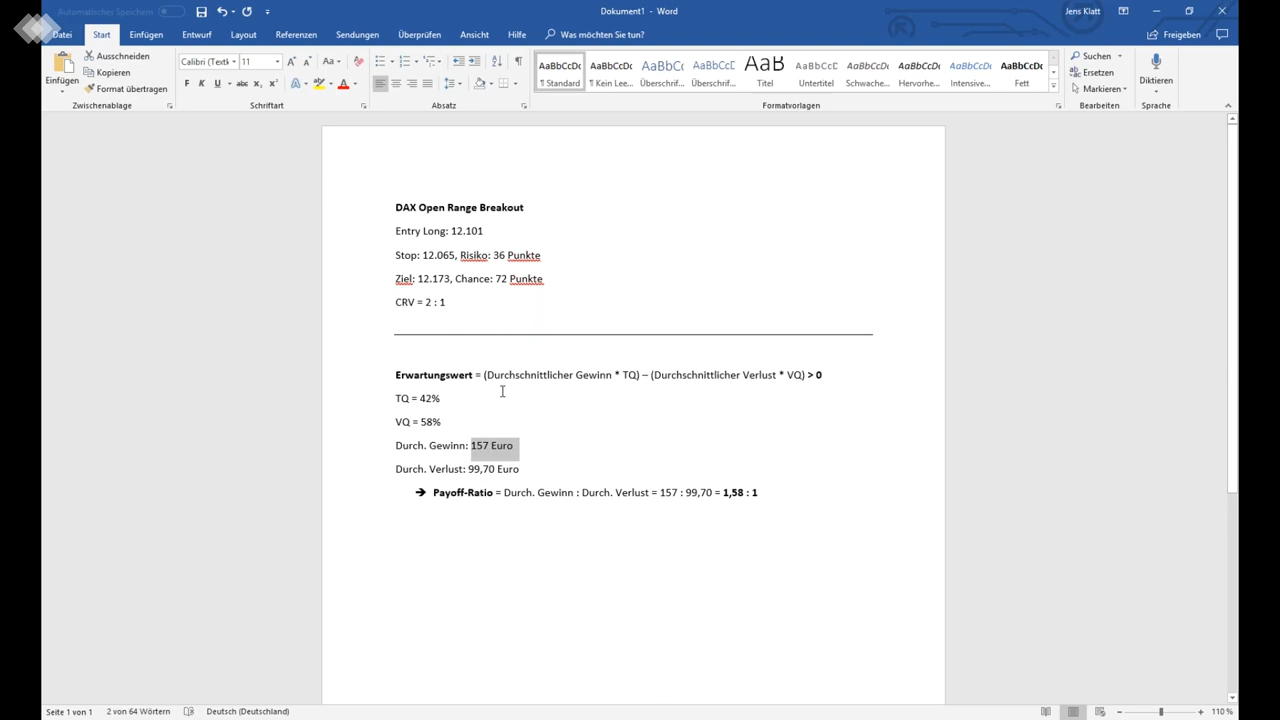 Automatisches Speichern
Dokument1 - Word
Jens Klatt
Datei Start Einfügen Entwurf Layout Referenzen Sendungen Überprüfen Ansicht Hilfe Was möchten Sie tun? Freigeben
Einfügen
Ausschneiden
Kopieren
Format übertragen
Zwischenablage
Calibri (Textk 11
F K U abc x₂ x²
Schriftart
Absatz
AaBbCcDc AaBbCcDc AaBbCc AaBbCcD AaB AaBbCcD AaBbCcDc AaBbCcDc AaBbCcDc AaBbCcDc
¶ Standard ¶ Kein Lee... Überschrif... Überschrif... Titel Untertitel Schwache... Hervorhe... Intensive... Fett
Formatvorlagen
Suchen
Ersetzen
Markieren
Bearbeiten
Diktieren
Sprache
DAX Open Range Breakout
Entry Long: 12.101
Stop: 12.065, Risiko: 36 Punkte
Ziel: 12.173, Chance: 72 Punkte
CRV = 2 : 1
Erwartungswert = (Durchschnittlicher Gewinn * TQ) – (Durchschnittlicher Verlust * VQ) > 0
TQ = 42%
VQ = 58%
Durch. Gewinn: 157 Euro
Durch. Verlust: 99,70 Euro
➔ Payoff-Ratio = Durch. Gewinn : Durch. Verlust = 157 : 99,70 = 1,58 : 1
Seite 1 von 1 2 von 64 Wörtern Deutsch (Deutschland) 110 %